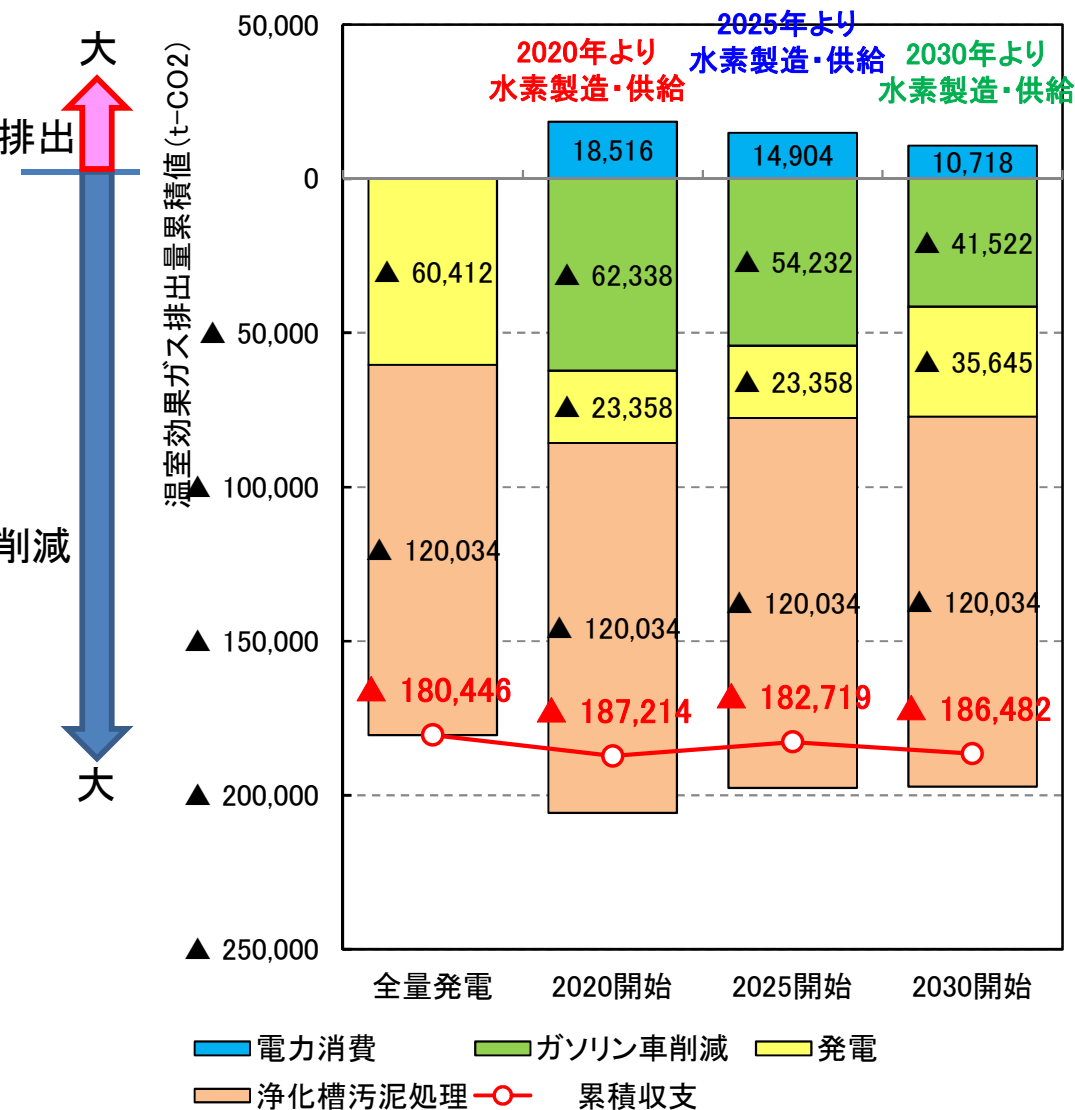 大
排出
削減
大
温室効果ガス排出量累積値(t-CO2)
50,000
0
▲ 50,000
▲ 100,000
▲ 150,000
▲ 200,000
▲ 250,000
2020年より
水素製造・供給
2025年より
水素製造・供給
2030年より
水素製造・供給
18,516
14,904
10,718
▲ 60,412
▲ 62,338
▲ 54,232
▲ 41,522
▲ 23,358
▲ 23,358
▲ 35,645
▲ 120,034
▲ 120,034
▲ 120,034
▲ 120,034
▲ 180,446
▲ 187,214
▲ 182,719
▲ 186,482
全量発電
2020開始
2025開始
2030開始
電力消費
ガソリン車削減
発電
浄化槽汚泥処理
累積収支